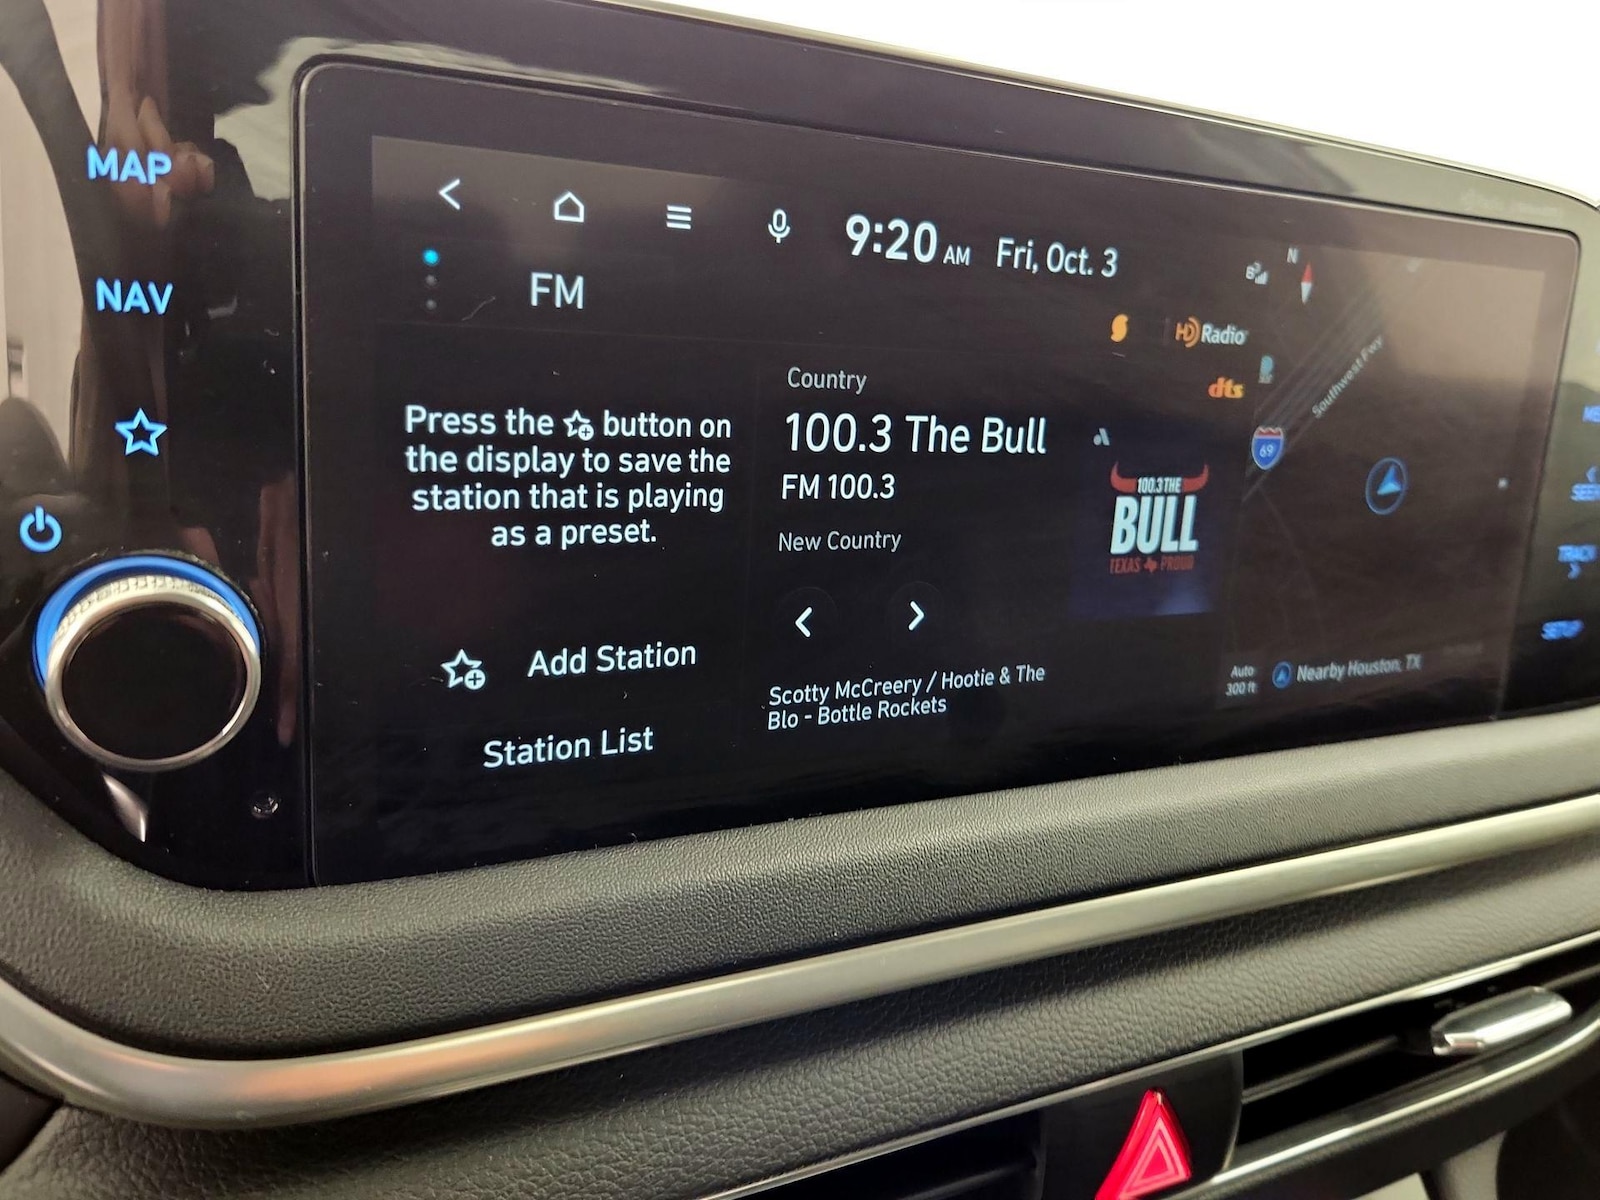 MAP
NAV
9:20 AM Fri, Oct. 3
FM
Press the button on
the display to save the
station that is playing
as a preset.
Add Station
Station List
Country
100.3 The Bull
FM 100.3
New Country
Scotty McCreery / Hootie & The
Blo - Bottle Rockets
HD Radio
dts
100.3 THE
BULL
TEXAS PROUD
N
Southwest Fwy
69
Auto
300 ft
Nearby Houston, TX
TRACK
SETUP